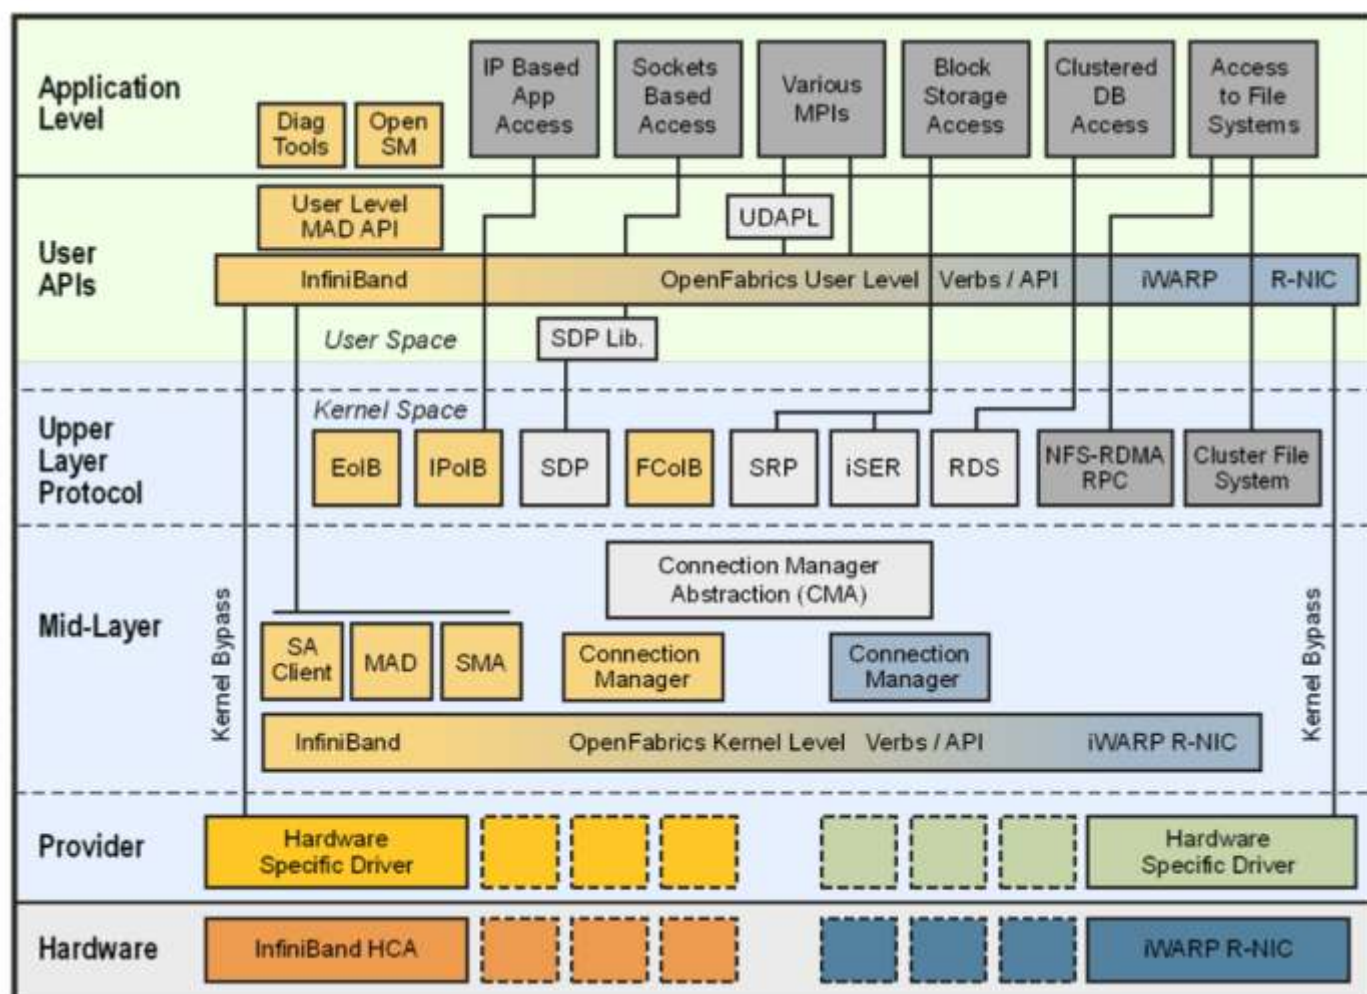 Application
Level
Diag
Tools
Open
SM
IP Based
App
Access
Sockets
Based
Access
Various
MPIs
Block
Storage
Access
Clustered
DB
Access
Access
to File
Systems
User
APIs
User Level
MAD API
UDAPL
InfiniBand OpenFabrics User Level Verbs / API iWARP R-NIC
User Space
SDP Lib.
Kernel Space
Upper
Layer
Protocol
EoIB
IPoIB
SDP
FCoIB
SRP
iSER
RDS
NFS-RDMA
RPC
Cluster File
System
Mid-Layer
Kernel Bypass
Connection Manager
Abstraction (CMA)
SA
Client
MAD
SMA
Connection
Manager
Connection
Manager
Kernel Bypass
InfiniBand OpenFabrics Kernel Level Verbs / API iWARP R-NIC
Provider
Hardware
Specific Driver
Hardware
Specific Driver
Hardware
InfiniBand HCA
iWARP R-NIC